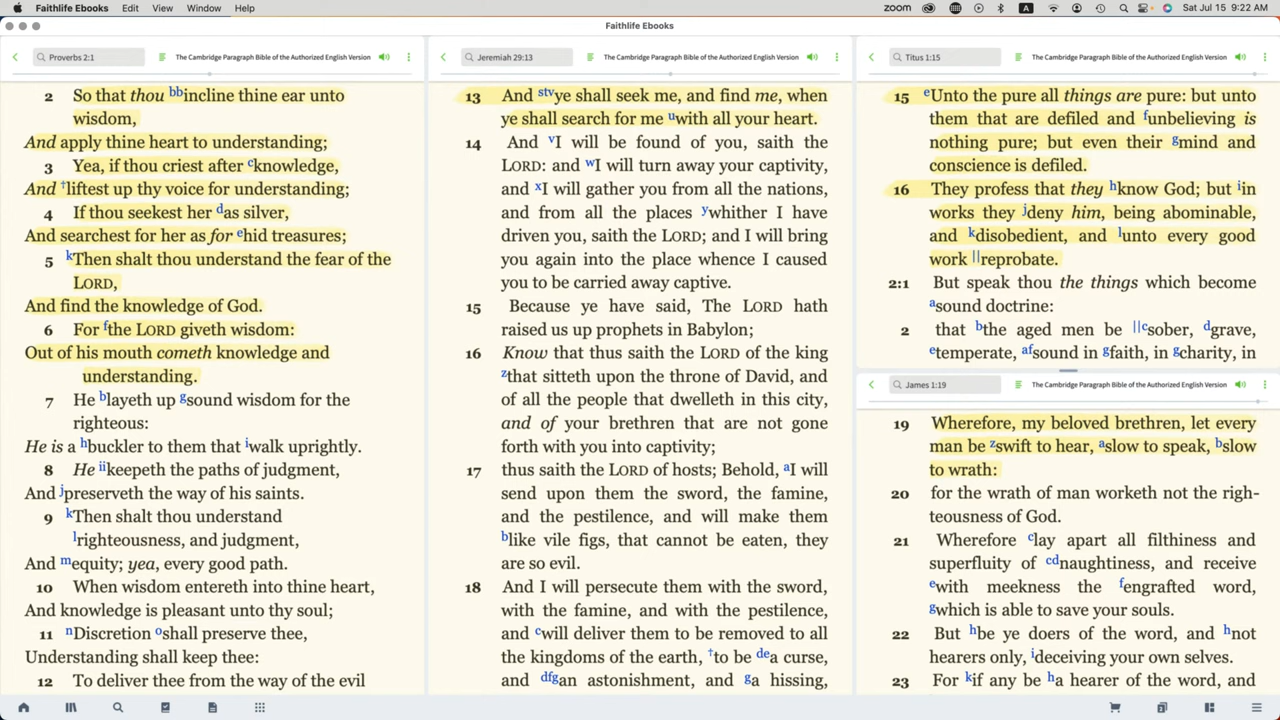 Faithlife Ebooks Edit View Window Help zoom A Sat Jul 15 9:22 AM
Faithlife Ebooks
Proverbs 2:1 The Cambridge Paragraph Bible of the Authorized English Version
2 So that thou bbincline thine ear unto
wisdom,
And apply thine heart to understanding;
3 Yea, if thou criest after cknowledge,
And †liftest up thy voice for understanding;
4 If thou seekest her das silver,
And searchest for her as for ehid treasures;
5 kThen shalt thou understand the fear of the
LORD,
And find the knowledge of God.
6 For fthe LORD giveth wisdom:
Out of his mouth cometh knowledge and
understanding.
7 He blayeth up gsound wisdom for the
righteous:
He is a hbuckler to them that iwalk uprightly.
8 He iikeepeth the paths of judgment,
And jpreserveth the way of his saints.
9 kThen shalt thou understand
lrighteousness, and judgment,
And mequity; yea, every good path.
10 When wisdom entereth into thine heart,
And knowledge is pleasant unto thy soul;
11 nDiscretion oshall preserve thee,
Understanding shall keep thee:
12 To deliver thee from the way of the evil
Jeremiah 29:13 The Cambridge Paragraph Bible of the Authorized English Version
13 And stvye shall seek me, and find me, when
ye shall search for me uwith all your heart.
14 And vI will be found of you, saith the
LORD: and wI will turn away your captivity,
and xI will gather you from all the nations,
and from all the places ywhither I have
driven you, saith the LORD; and I will bring
you again into the place whence I caused
you to be carried away captive.
15 Because ye have said, The LORD hath
raised us up prophets in Babylon;
16 Know that thus saith the LORD of the king
zthat sitteth upon the throne of David, and
of all the people that dwelleth in this city,
and of your brethren that are not gone
forth with you into captivity;
17 thus saith the LORD of hosts; Behold, aI will
send upon them the sword, the famine,
and the pestilence, and will make them
blike vile figs, that cannot be eaten, they
are so evil.
18 And I will persecute them with the sword,
with the famine, and with the pestilence,
and cwill deliver them to be removed to all
the kingdoms of the earth, †to be dea curse,
and dfgan astonishment, and ga hissing,
Titus 1:15 The Cambridge Paragraph Bible of the Authorized English Version
15 eUnto the pure all things are pure: but unto
them that are defiled and funbelieving is
nothing pure; but even their gmind and
conscience is defiled.
16 They profess that they hknow God; but iin
works they jdeny him, being abominable,
and kdisobedient, and lunto every good
work ||reprobate.
2:1 But speak thou the things which become
asound doctrine:
2 that bthe aged men be ||csober, dgrave,
etemperate, afsound in gfaith, in gcharity, in
James 1:19 The Cambridge Paragraph Bible of the Authorized English Version
19 Wherefore, my beloved brethren, let every
man be zswift to hear, aslow to speak, bslow
to wrath:
20 for the wrath of man worketh not the righ-
teousness of God.
21 Wherefore clay apart all filthiness and
superfluity of cdnaughtiness, and receive
ewith meekness the fengrafted word,
gwhich is able to save your souls.
22 But hbe ye doers of the word, and hnot
hearers only, ideceiving your own selves.
23 For kif any be ha hearer of the word, and